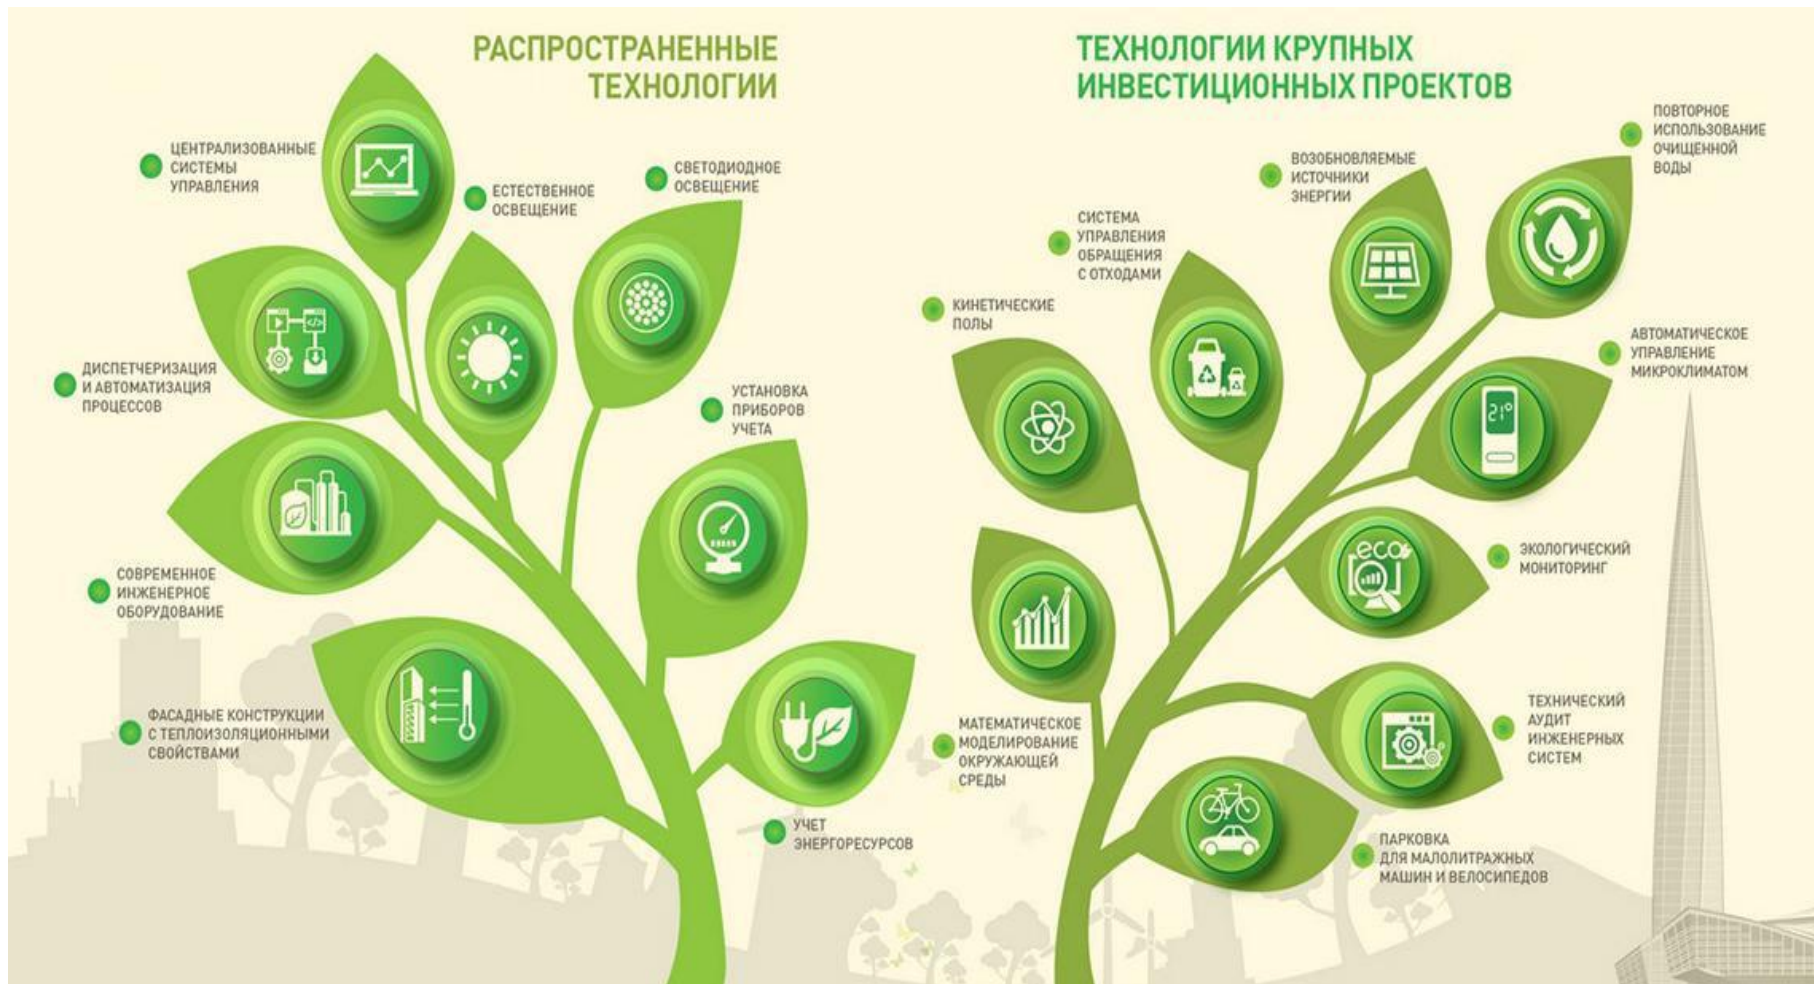 РАСПРОСТРАНЕННЫЕ
ТЕХНОЛОГИИ
ЦЕНТРАЛИЗОВАННЫЕ
СИСТЕМЫ
УПРАВЛЕНИЯ
ЕСТЕСТВЕННОЕ
ОСВЕЩЕНИЕ
СВЕТОДИОДНОЕ
ОСВЕЩЕНИЕ
ДИСПЕТЧЕРИЗАЦИЯ
И АВТОМАТИЗАЦИЯ
ПРОЦЕССОВ
УСТАНОВКА
ПРИБОРОВ
УЧЕТА
СОВРЕМЕННОЕ
ИНЖЕНЕРНОЕ
ОБОРУДОВАНИЕ
ФАСАДНЫЕ КОНСТРУКЦИИ
С ТЕПЛОИЗОЛЯЦИОННЫМИ
СВОЙСТВАМИ
УЧЕТ
ЭНЕРГОРЕСУРСОВ
ТЕХНОЛОГИИ КРУПНЫХ
ИНВЕСТИЦИОННЫХ ПРОЕКТОВ
ПОВТОРНОЕ
ИСПОЛЬЗОВАНИЕ
ОЧИЩЕННОЙ
ВОДЫ
ВОЗОБНОВЛЯЕМЫЕ
ИСТОЧНИКИ
ЭНЕРГИИ
СИСТЕМА
УПРАВЛЕНИЯ
ОБРАЩЕНИЯ
С ОТХОДАМИ
КИНЕТИЧЕСКИЕ
ПОЛЫ
АВТОМАТИЧЕСКОЕ
УПРАВЛЕНИЕ
МИКРОКЛИМАТОМ
21°
eco
ЭКОЛОГИЧЕСКИЙ
МОНИТОРИНГ
МАТЕМАТИЧЕСКОЕ
МОДЕЛИРОВАНИЕ
ОКРУЖАЮЩЕЙ
СРЕДЫ
ТЕХНИЧЕСКИЙ
АУДИТ
ИНЖЕНЕРНЫХ
СИСТЕМ
ПАРКОВКА
ДЛЯ МАЛОЛИТРАЖНЫХ
МАШИН И ВЕЛОСИПЕДОВ